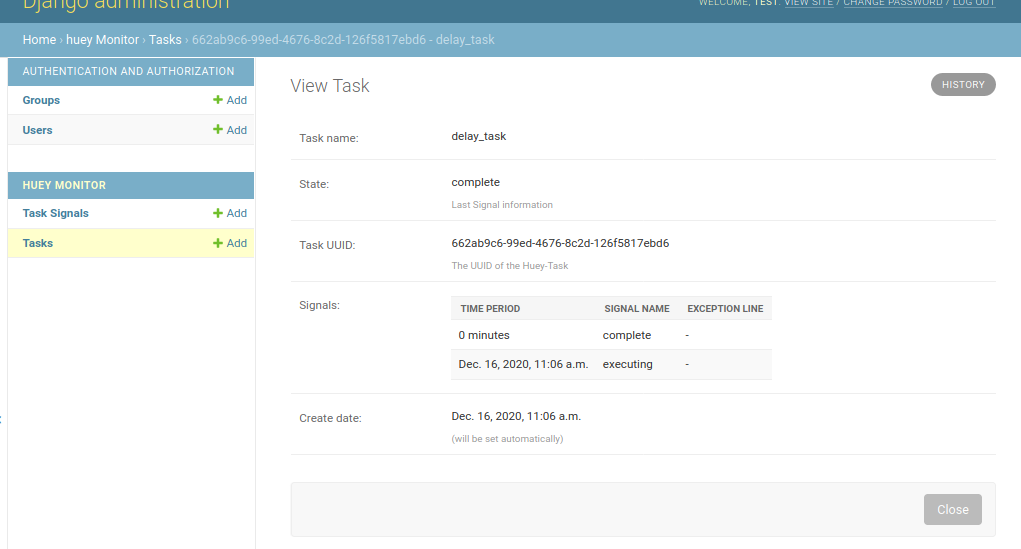 Django administration
WELCOME, TEST. VIEW SITE / CHANGE PASSWORD / LOG OUT
Home › huey Monitor › Tasks › 662ab9c6-99ed-4676-8c2d-126f5817ebd6 - delay_task
AUTHENTICATION AND AUTHORIZATION
Groups + Add
Users + Add
HUEY MONITOR
Task Signals + Add
Tasks + Add
View Task
HISTORY
Task name: delay_task
State: complete
Last Signal information
Task UUID: 662ab9c6-99ed-4676-8c2d-126f5817ebd6
The UUID of the Huey-Task
Signals:
TIME PERIOD SIGNAL NAME EXCEPTION LINE
0 minutes complete -
Dec. 16, 2020, 11:06 a.m. executing -
Create date: Dec. 16, 2020, 11:06 a.m.
(will be set automatically)
Close